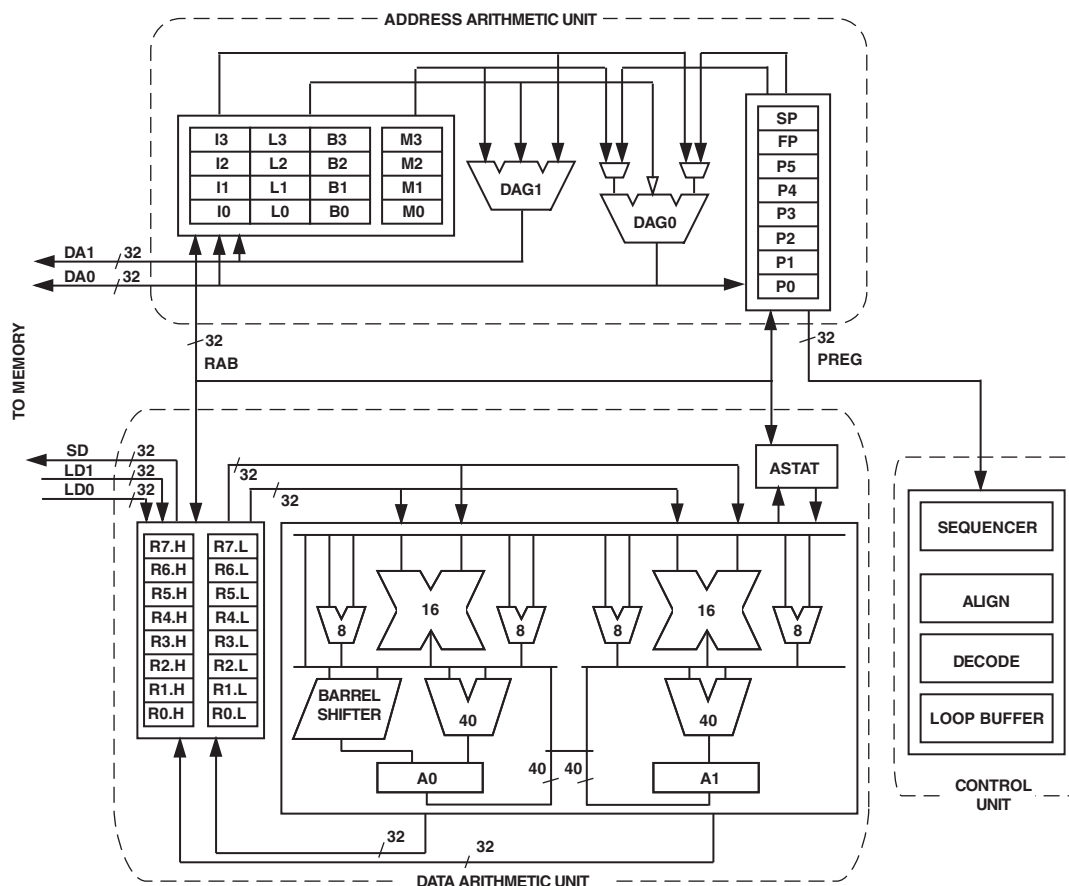 ADDRESS ARITHMETIC UNIT
SP
FP
P5
P4
P3
P2
P1
P0
I3 L3 B3 M3
I2 L2 B2 M2
I1 L1 B1 M1
I0 L0 B0 M0
DAG1
DAG0
DA1 32
DA0 32
TO MEMORY
32
RAB
32
PREG
SD 32
LD1 32
LD0 32
32
32
ASTAT
R7.H R7.L
R6.H R6.L
R5.H R5.L
R4.H R4.L
R3.H R3.L
R2.H R2.L
R1.H R1.L
R0.H R0.L
16
8
8
8
16
8
BARREL
SHIFTER
40
40
40 40
A0
A1
32
32
DATA ARITHMETIC UNIT
SEQUENCER
ALIGN
DECODE
LOOP BUFFER
CONTROL
UNIT